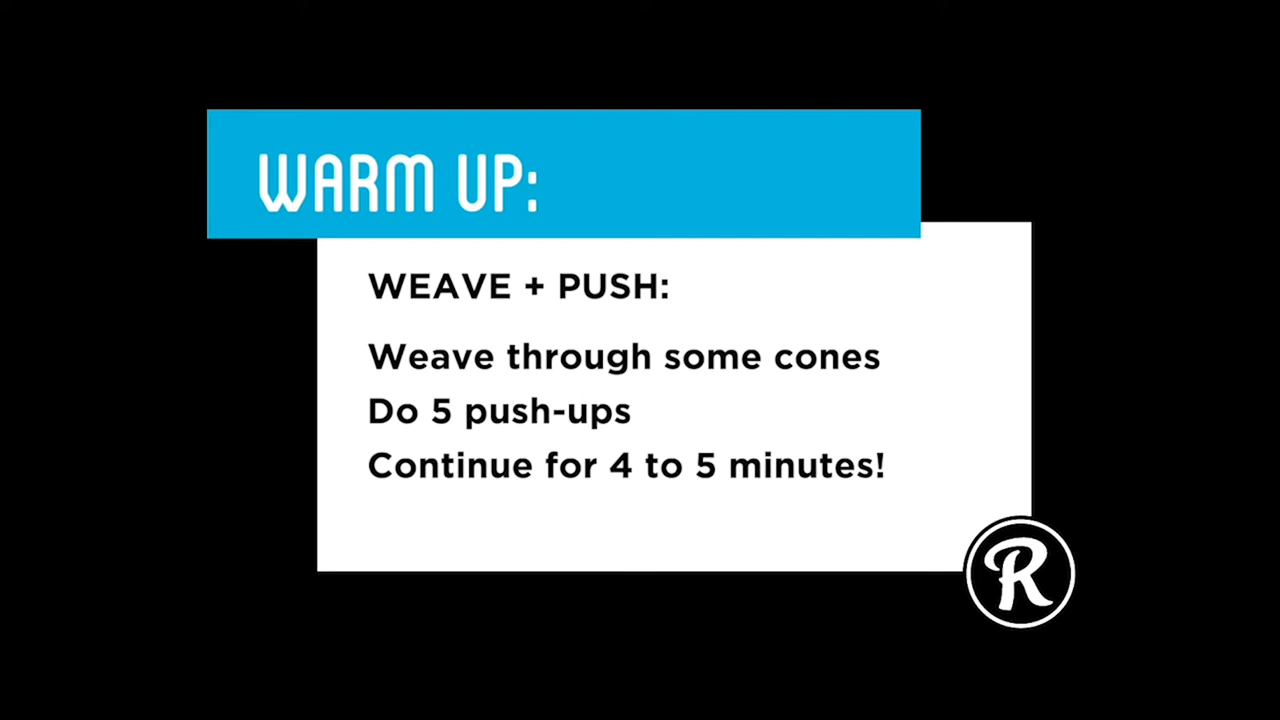 WARM UP:
WEAVE + PUSH:
Weave through some cones
Do 5 push-ups
Continue for 4 to 5 minutes!
R